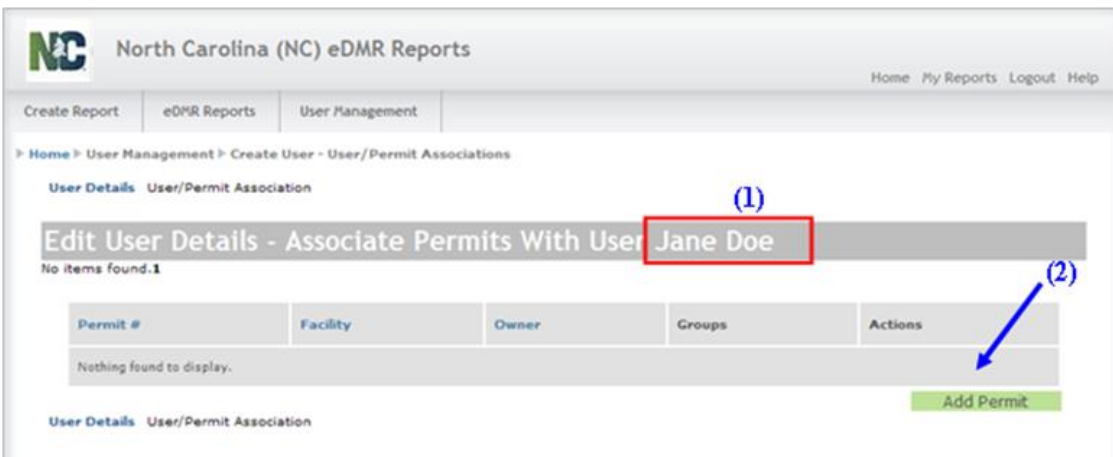 NC North Carolina (NC) eDMR Reports
Home My Reports Logout Help
Create Report eDMR Reports User Management
Home User Management Create User - User/Permit Associations
User Details User/Permit Association
(1)
Edit User Details - Associate Permits With User Jane Doe
No items found.1
(2)
Permit # Facility Owner Groups Actions
Nothing found to display.
Add Permit
User Details User/Permit Association